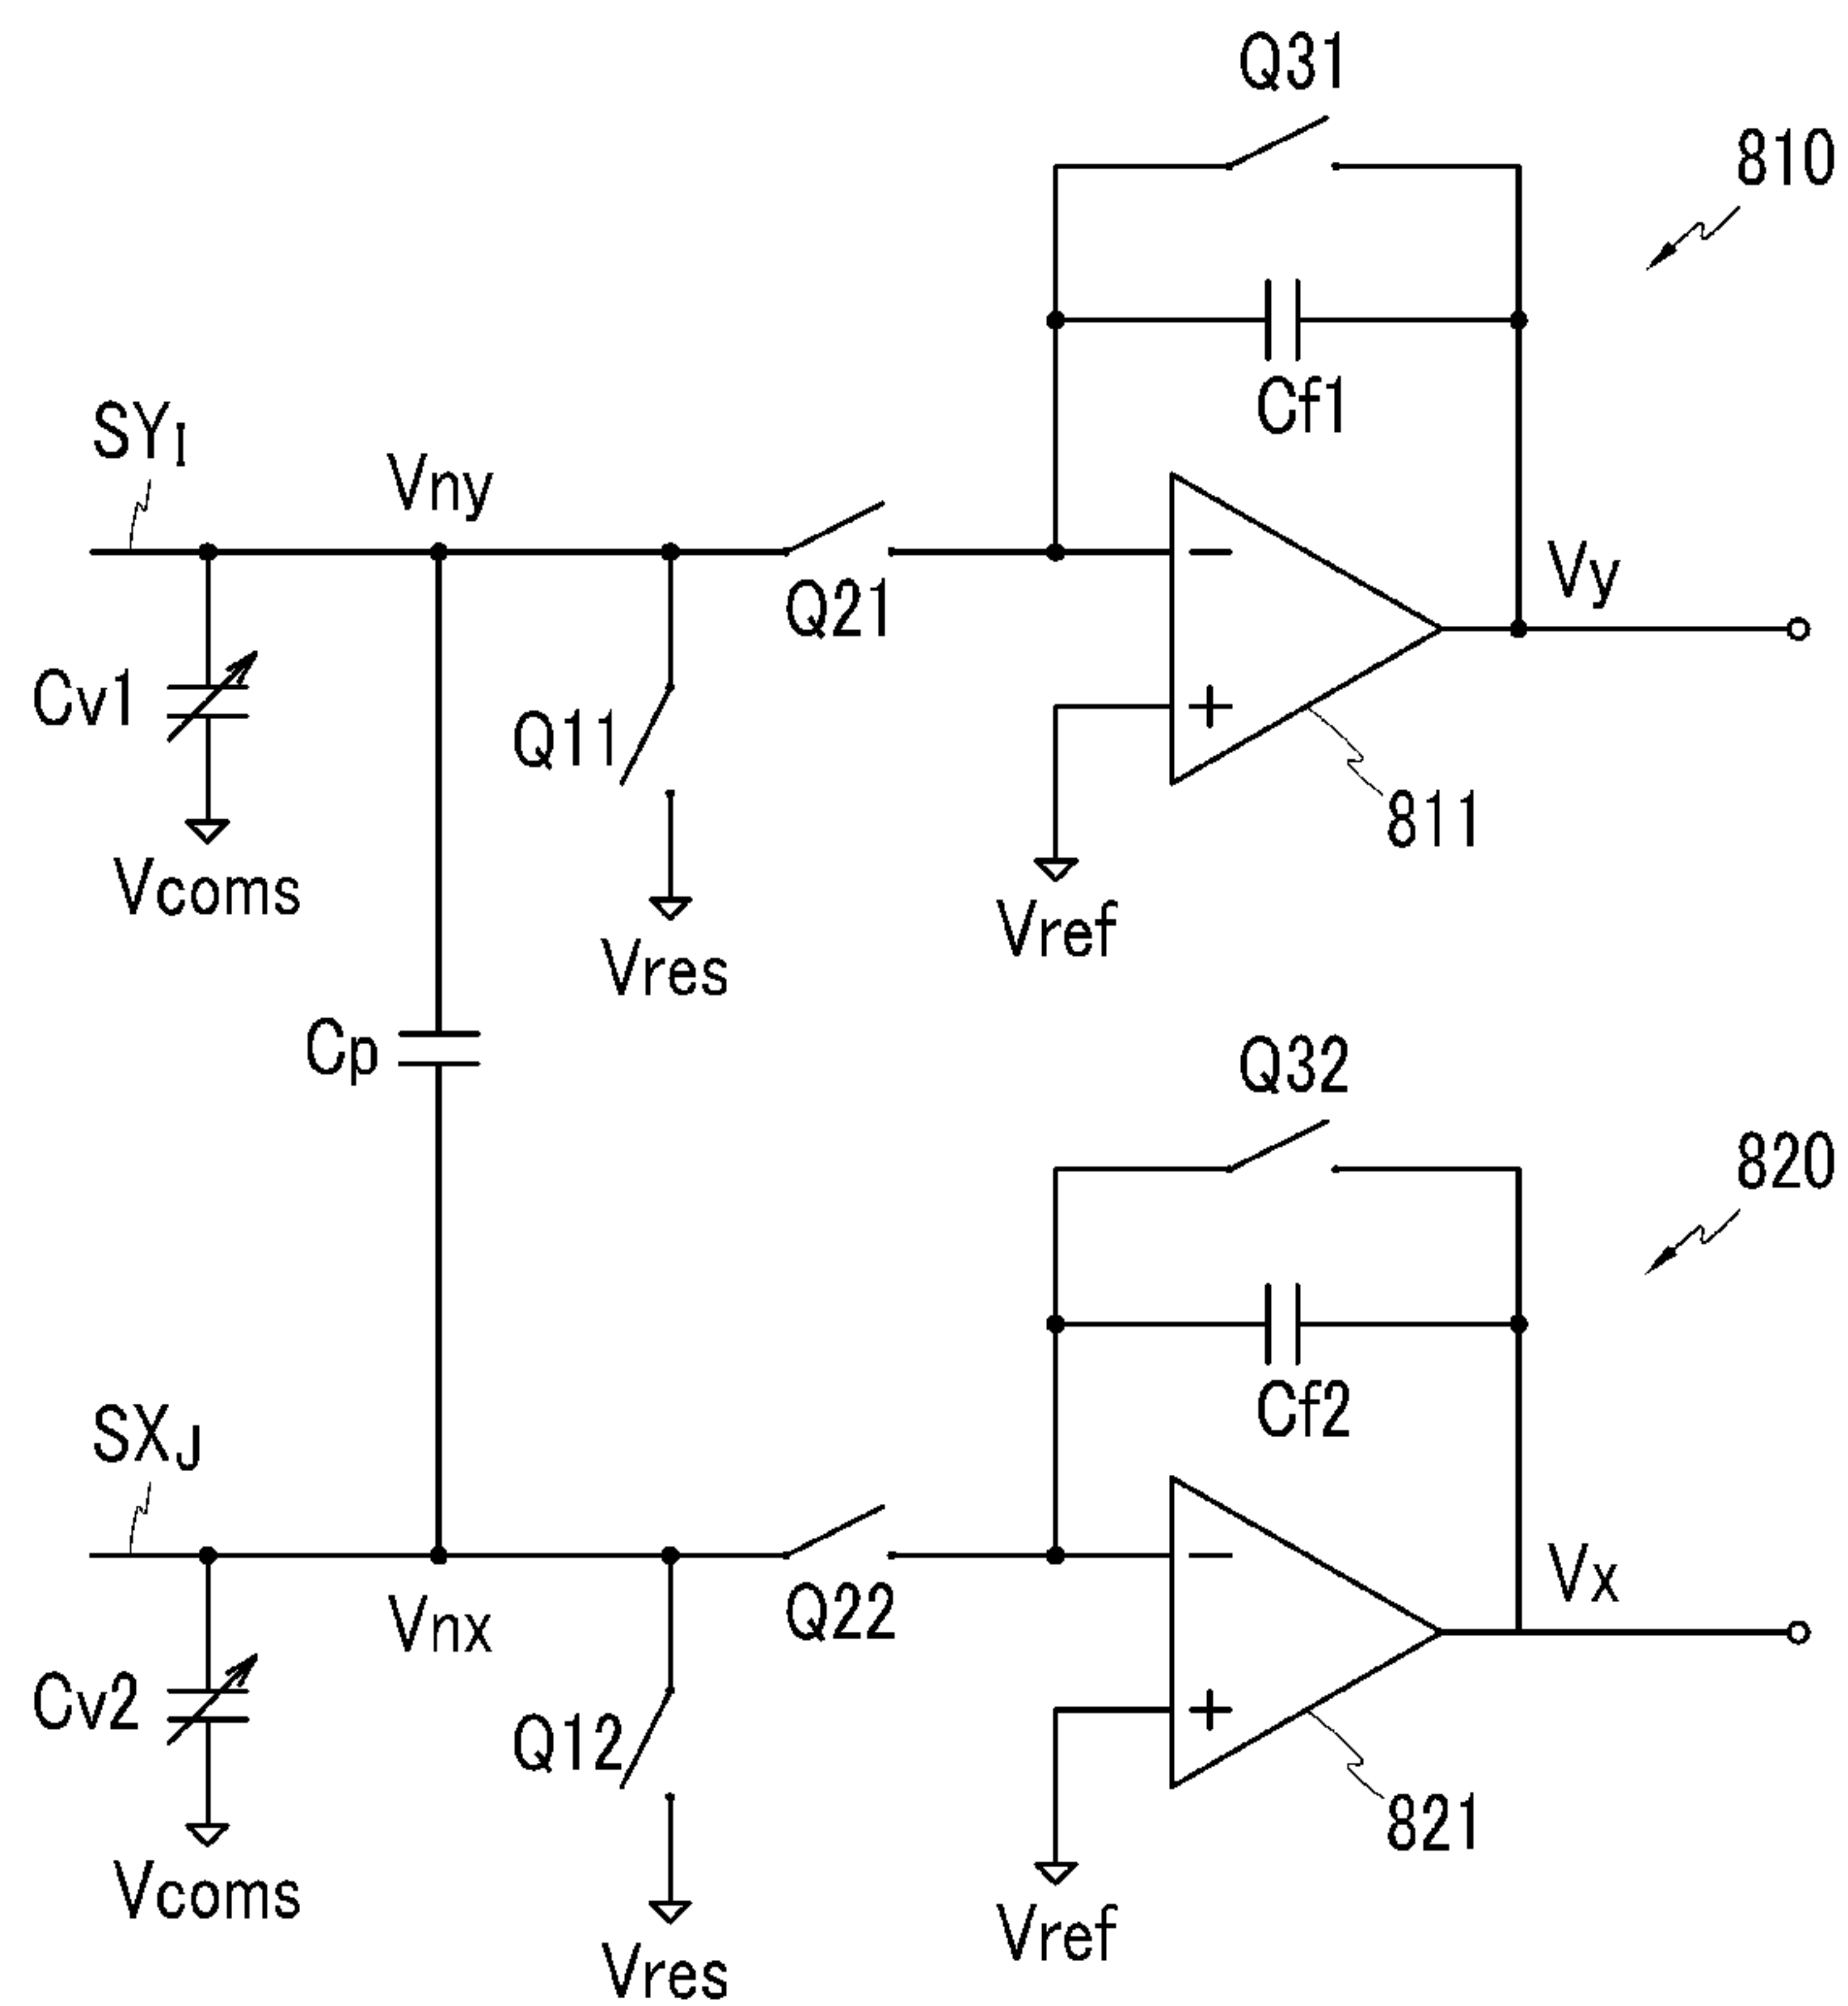 Q31
810
Cf1
SYI
Vny
Vy
Q21
Cv1
Q11
811
Vcoms
Vref
Vres
Cp
Q32
820
Cf2
SXJ
Vx
Vnx
Q22
Cv2
Q12
821
Vcoms
Vref
Vres